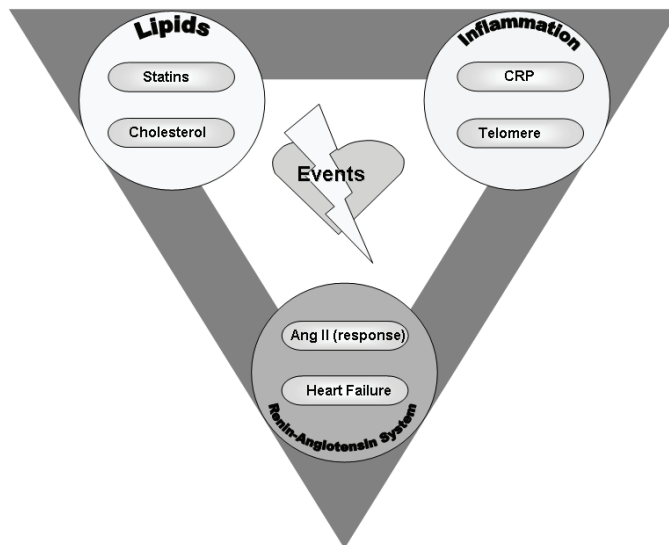 Lipids
Statins
Cholesterol
Inflammation
CRP
Telomere
Events
Ang II (response)
Heart Failure
Renin-Angiotensin System